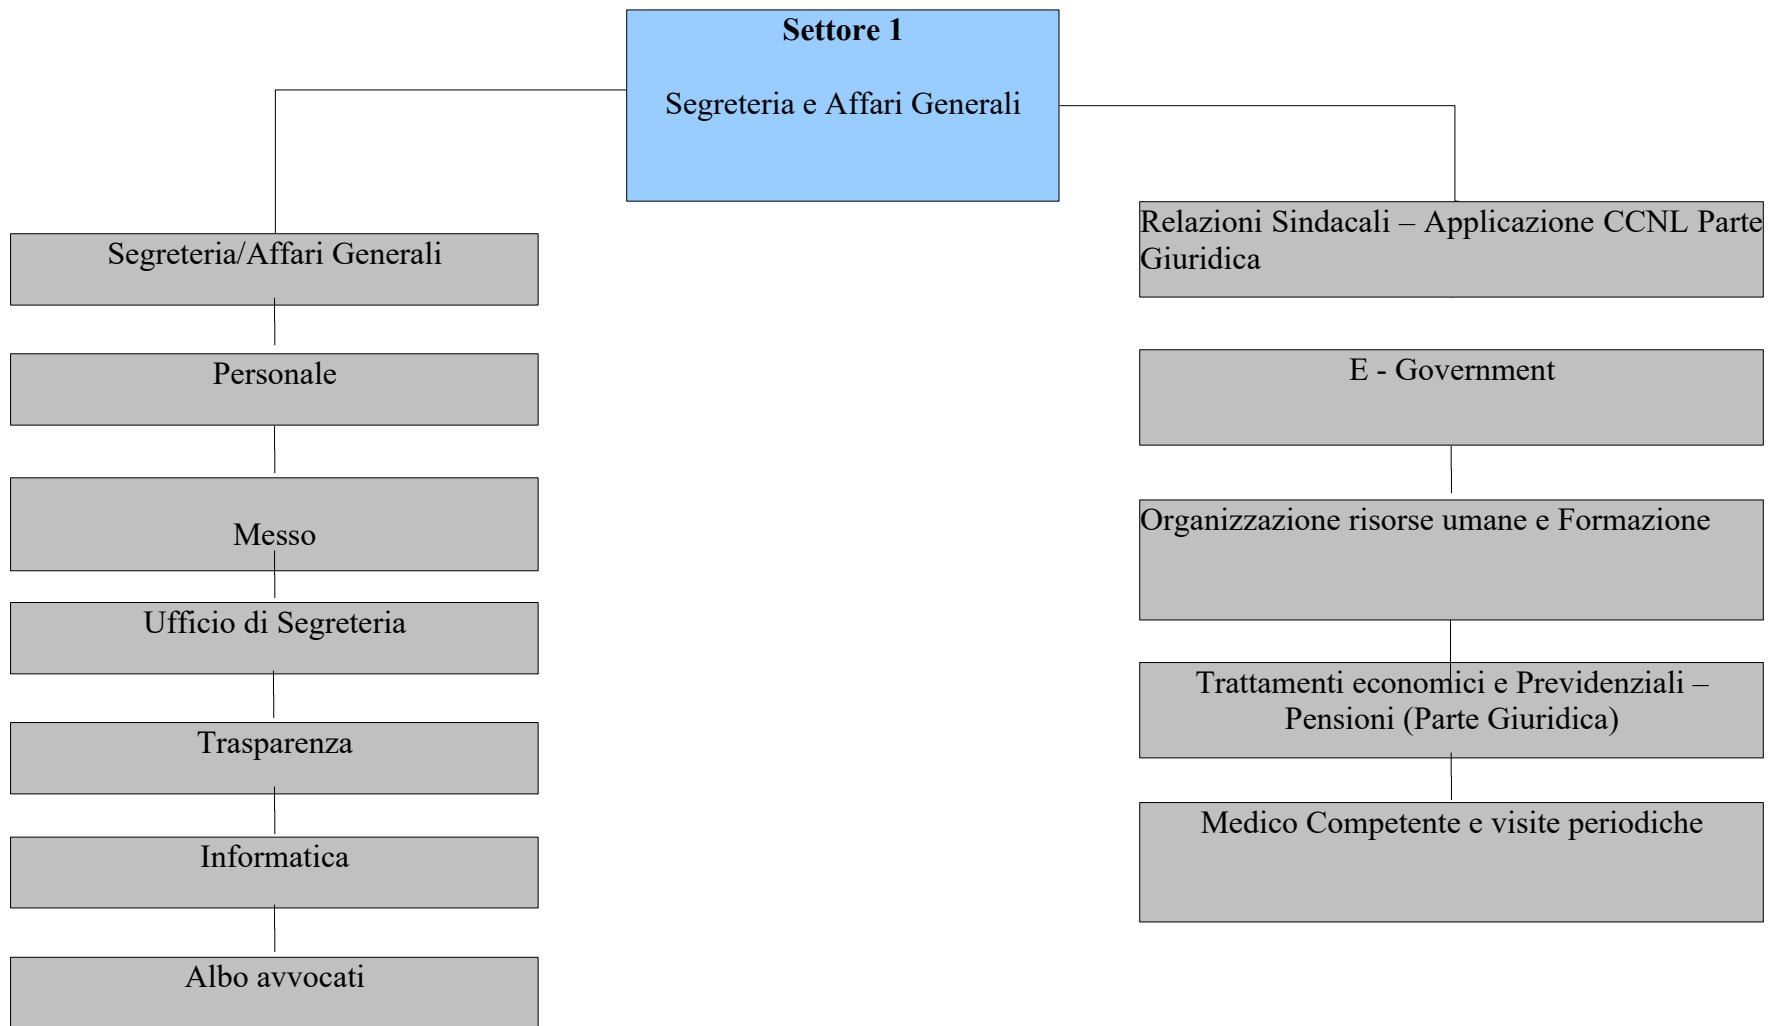 Settore 1
Segreteria e Affari Generali
Segreteria/Affari Generali
Personale
Messo
Ufficio di Segreteria
Trasparenza
Informatica
Albo avvocati
Relazioni Sindacali – Applicazione CCNL Parte
Giuridica
E - Government
Organizzazione risorse umane e Formazione
Trattamenti economici e Previdenziali –
Pensioni (Parte Giuridica)
Medico Competente e visite periodiche